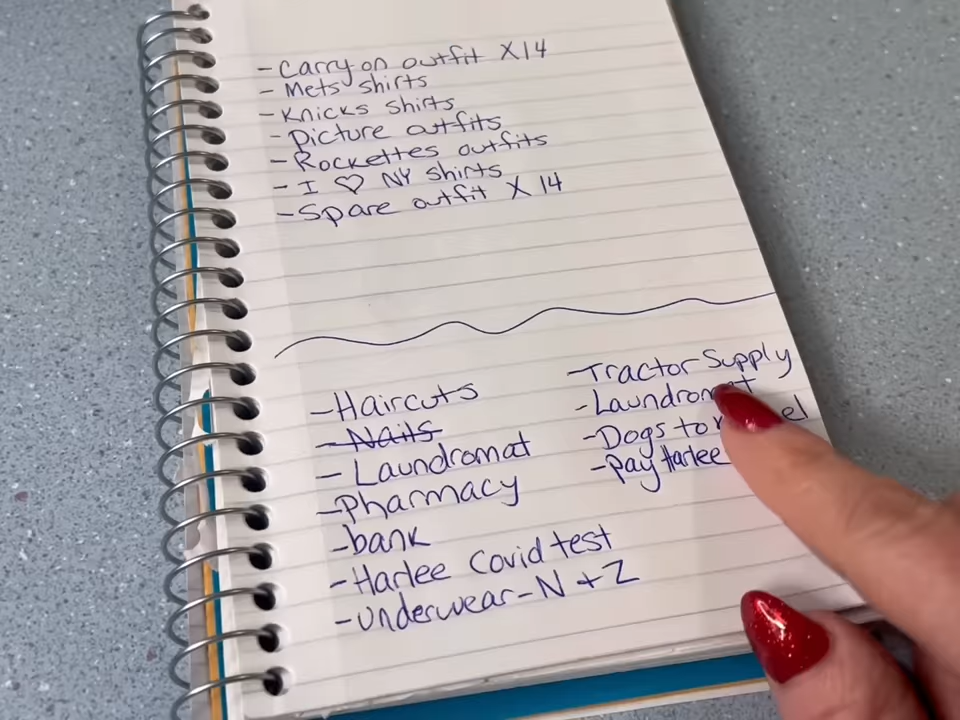 - Carry on outfit X14
- Mets shirts
- Knicks shirts
- Picture outfits
- Rockettes outfits
- I ♡ NY shirts
- Spare outfit X 14
- Haircuts
- Nails
- Laundromat
- Pharmacy
- bank
- Harlee Covid test
- Underwear - N + Z
- Tractor Supply
- Laundromat
- Dogs to
- Pay Harlee